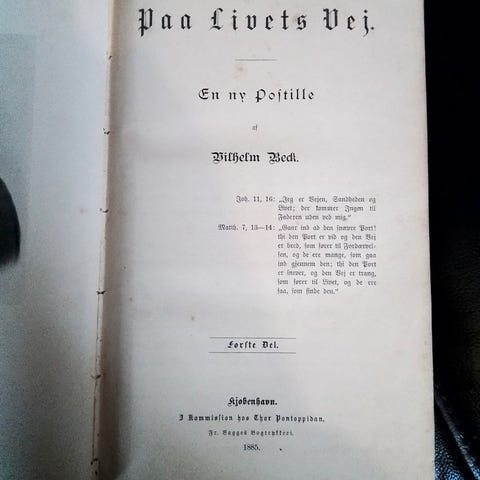 Paa Livets Vej.
En ny Postille
af
Vilhelm Beck.
Joh. 11, 16: „Jeg er Vejen, Sandheden og
Livet; der kommer Ingen til
Faderen uden ved mig.“
Matth. 7, 13—14: „Gaar ind ad den snævre Port!
thi den Port er vid og den Vej
er bred, som fører til Fordærvel-
sen, og de ere mange, som gaa
ind gjennem den; thi den Port
er snever, og den Vej er trang,
som fører til Livet, og de ere
faa, som finde den.“
Første Del.
Kjøbenhavn.
I Kommission hos Thor Pontoppidan.
Fr. Bagges Bogtrykkeri.
1885.